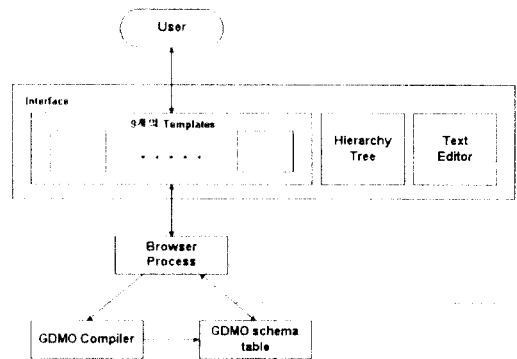 User
Interface
9개의 Templates
Hierarchy
Tree
Text
Editor
Browser
Process
GDMO Compiler
GDMO schema
table